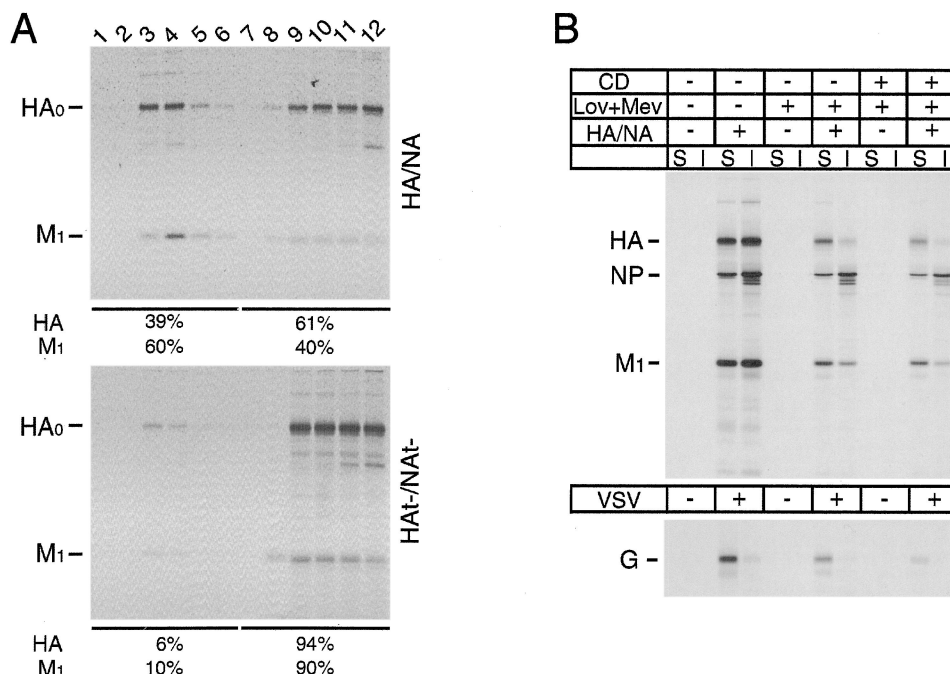 A
1 2 3 4 5 6 7 8 9 10 11 12
HA0
M1
HA/NA
HA 39% 61%
M1 60% 40%
HA0
M1
HAt-/NAt-
HA 6% 94%
M1 10% 90%
B
CD - - - - + +
Lov+Mev - - + + + +
HA/NA - + - + - +
S I S I S I S I S I S I
HA
NP
M1
VSV - + - + - +
G